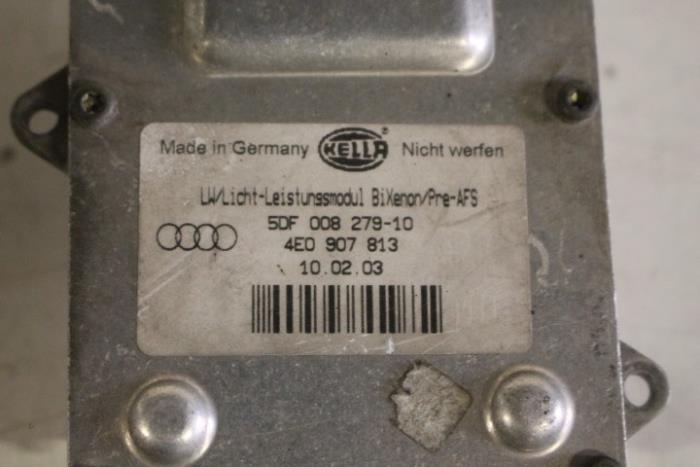 Made in Germany HELLA ® Nicht werfen
LW/Licht-Leistungsmodul BiXenon/Pre-AFS
5DF 008 279-10
4E0 907 813
10.02.03